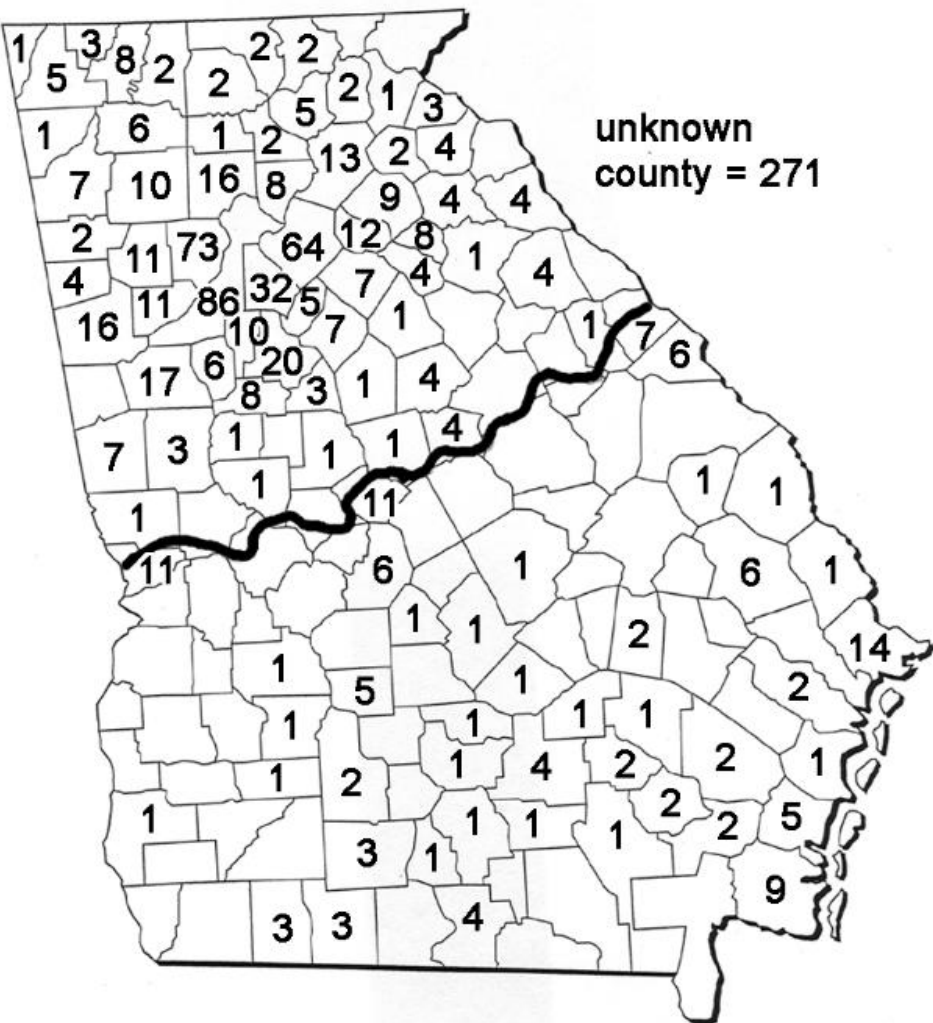 1 3 8 2 2 2
5 2 5 2 1 3
unknown
county = 271
1 6 1 2 13 2 4
7 10 16 8 9 4 4
2 11 73 64 12 8 1
4 11 86 32 5 7 4 4
16 10 7 1 1 7
17 6 20 6
8 3 1 4
7 3 1 1 1 4
1 1 1
1 11
11 6 1 6 1
1 1 2 14
1 5 1 2
1 1 1 1
1 2 1 4 2 2 1
1 2 5
3 1 1 1 1 2
9
3 3 4